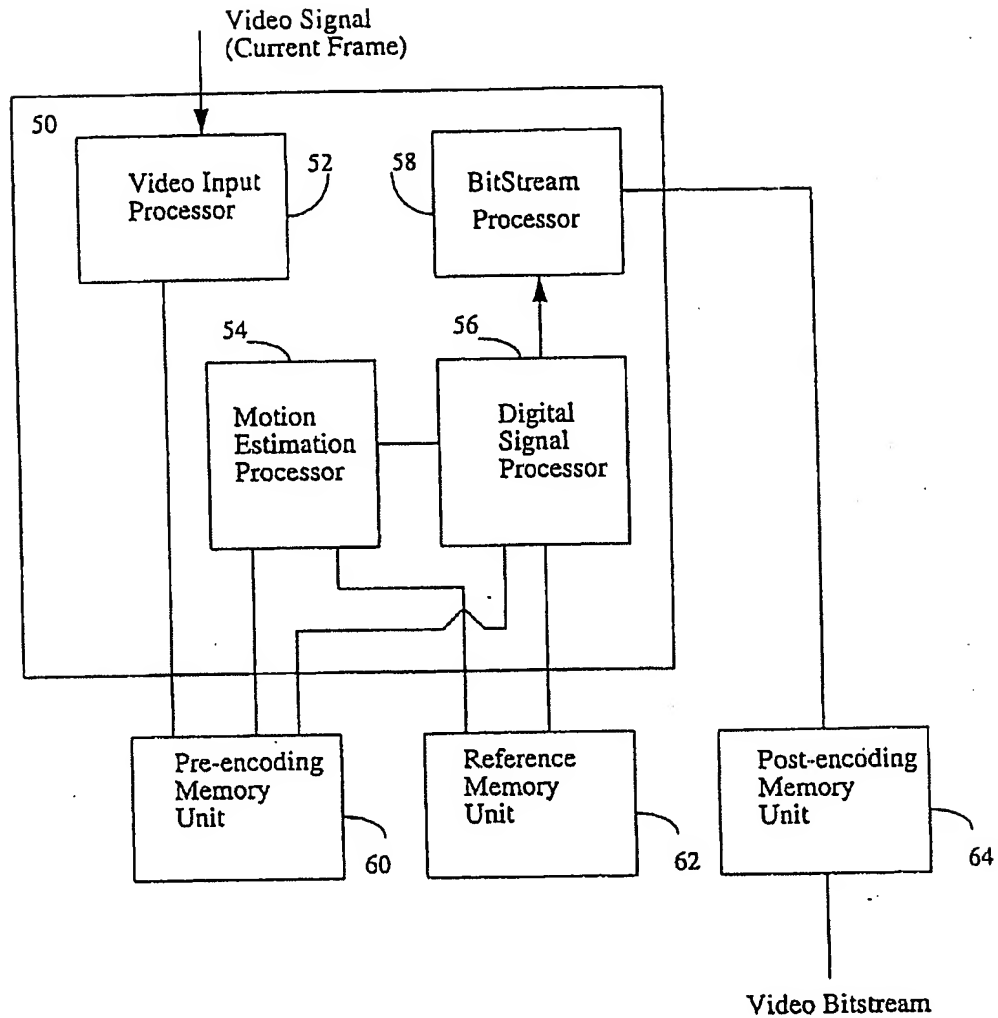 Video Signal
(Current Frame)
50
Video Input
Processor
52
58
BitStream
Processor
54
56
Motion
Estimation
Processor
Digital
Signal
Processor
Pre-encoding
Memory
Unit
60
Reference
Memory
Unit
62
Post-encoding
Memory
Unit
64
Video Bitstream